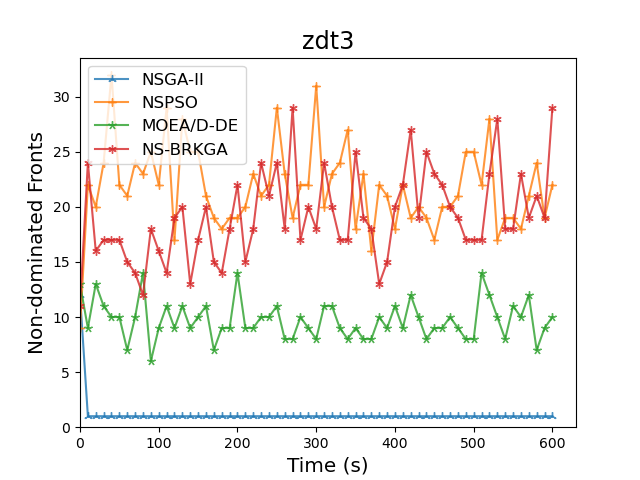 zdt3
NSGA-II
NSPSO
MOEA/D-DE
NS-BRKGA
Non-dominated Fronts
30
25
20
15
10
5
0
0 100 200 300 400 500 600
Time (s)